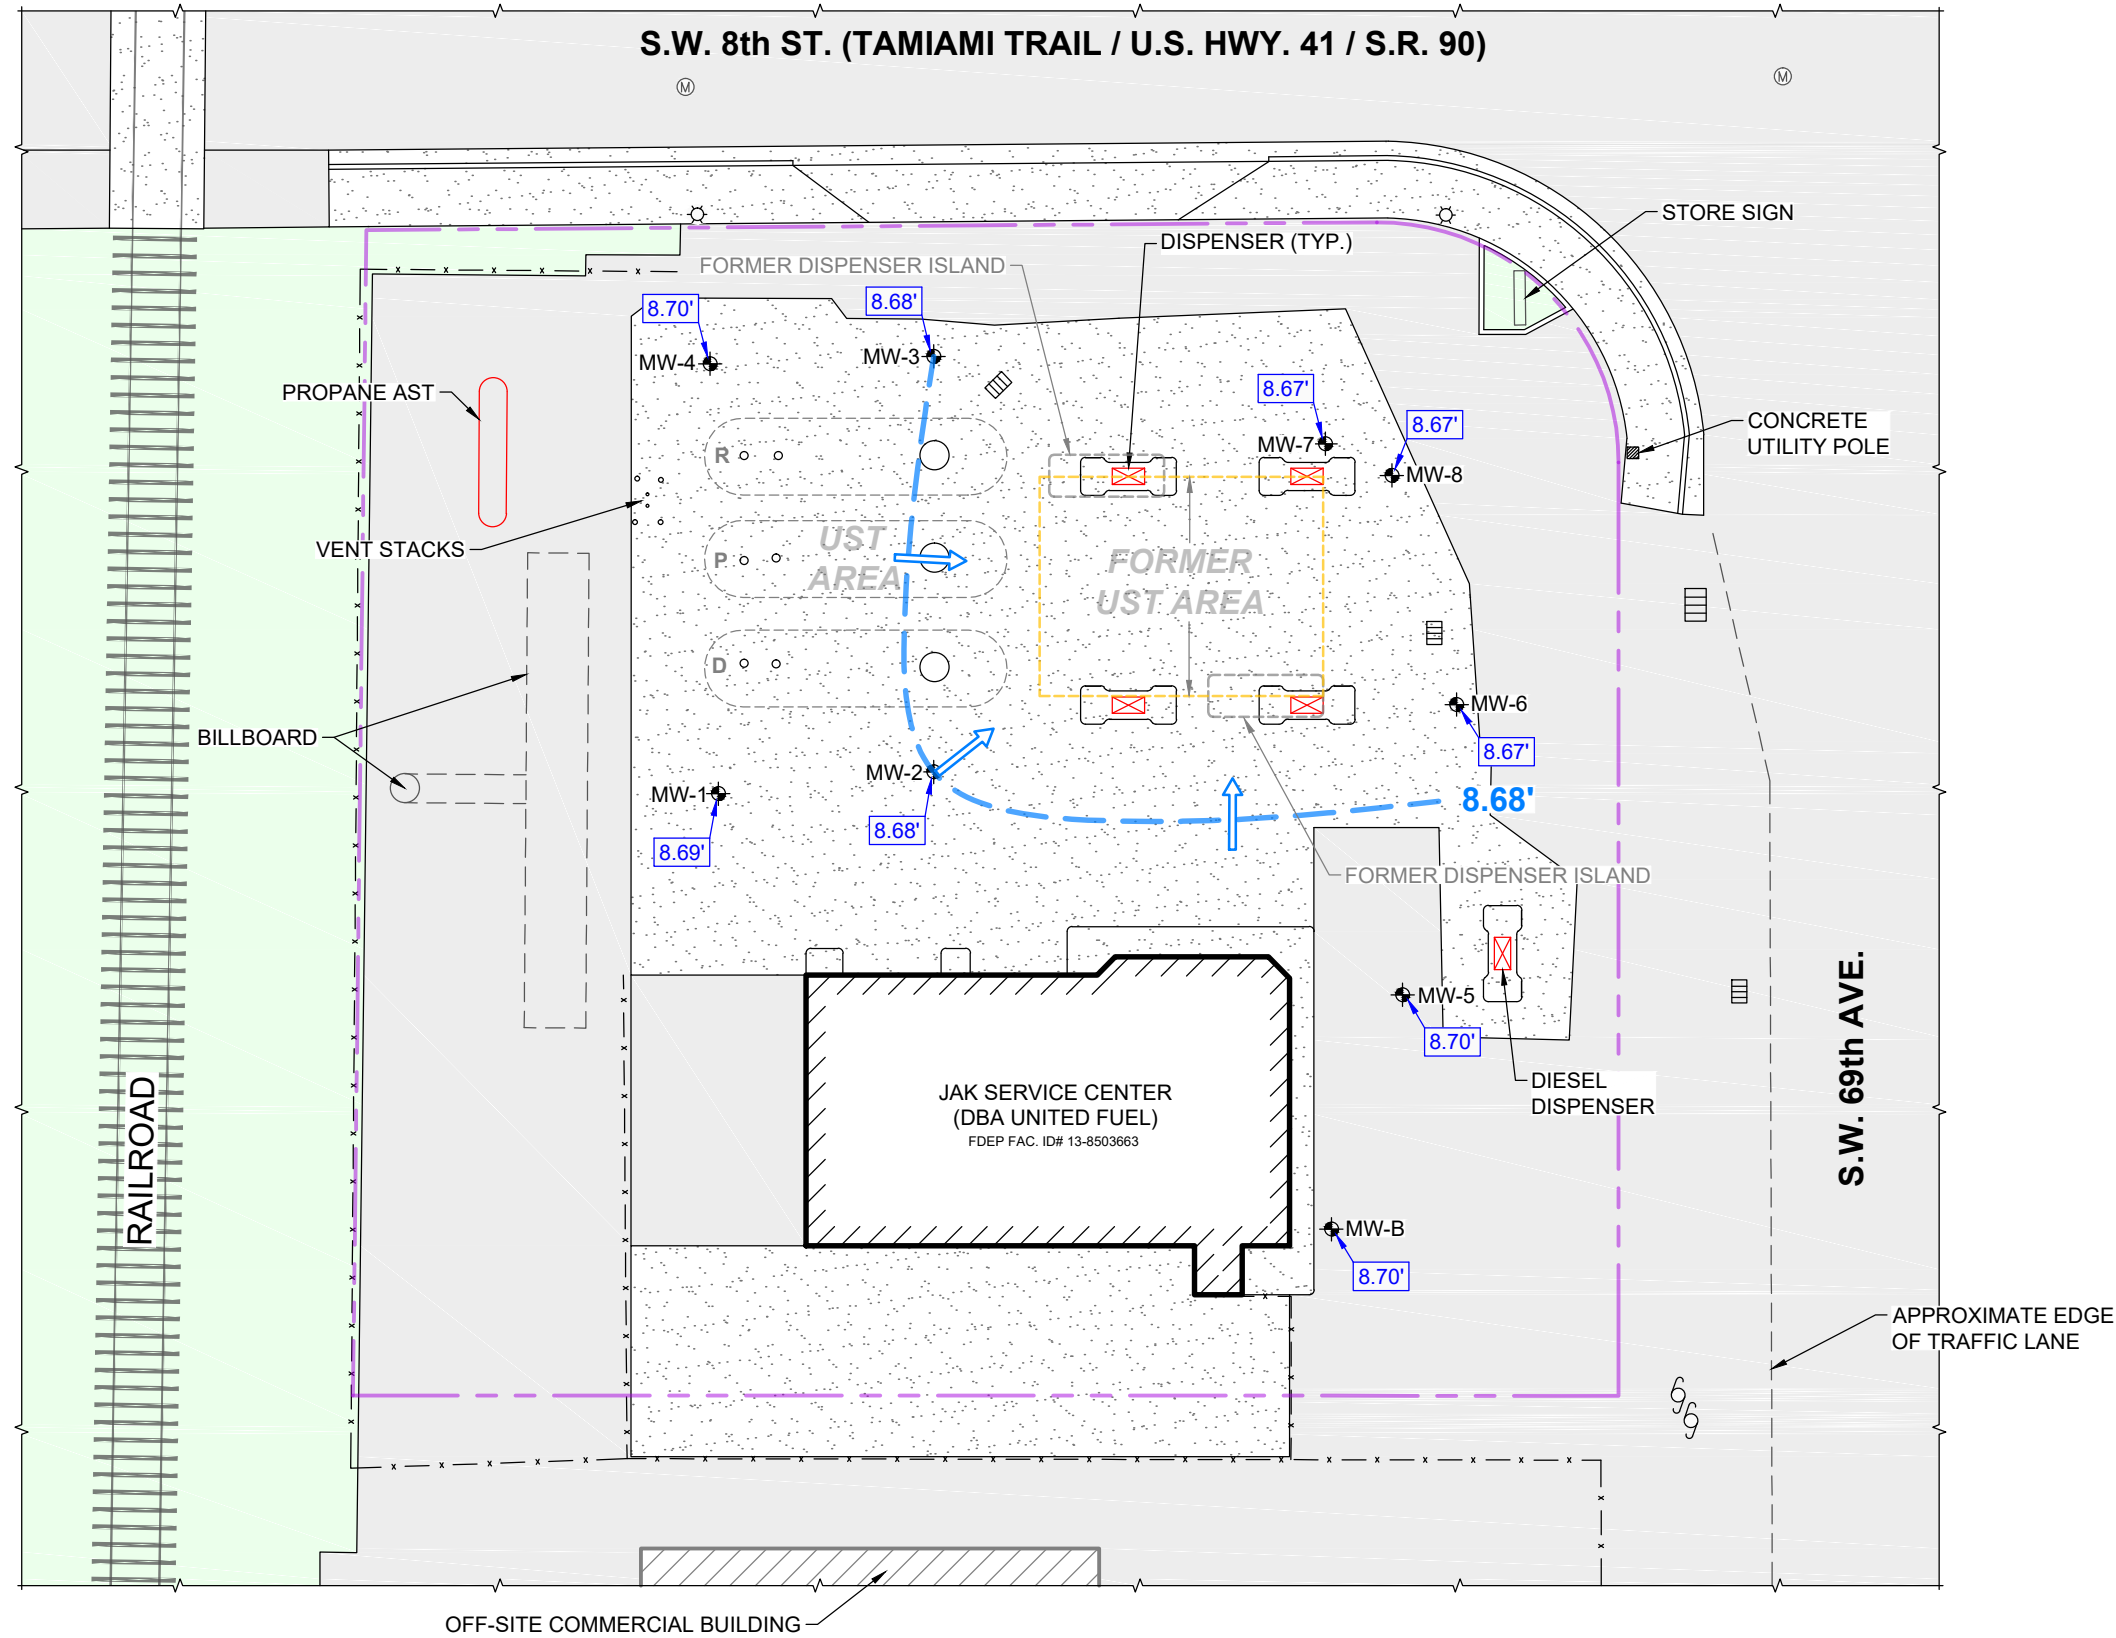 S.W. 8th ST. (TAMIAMI TRAIL / U.S. HWY. 41 / S.R. 90)
M
M
STORE SIGN
DISPENSER (TYP.)
FORMER DISPENSER ISLAND
8.70'
8.68'
MW-4
MW-3
PROPANE AST
8.67'
8.67'
MW-7
MW-8
CONCRETE
UTILITY POLE
R
VENT STACKS
UST
AREA
P
FORMER
UST AREA
D
MW-6
8.67'
BILLBOARD
MW-2
MW-1
8.68'
8.69'
8.68'
FORMER DISPENSER ISLAND
MW-5
8.70'
DIESEL
DISPENSER
S.W. 69th AVE.
RAILROAD
JAK SERVICE CENTER
(DBA UNITED FUEL)
FDEP FAC. ID# 13-8503663
MW-B
8.70'
APPROXIMATE EDGE
OF TRAFFIC LANE
OFF-SITE COMMERCIAL BUILDING